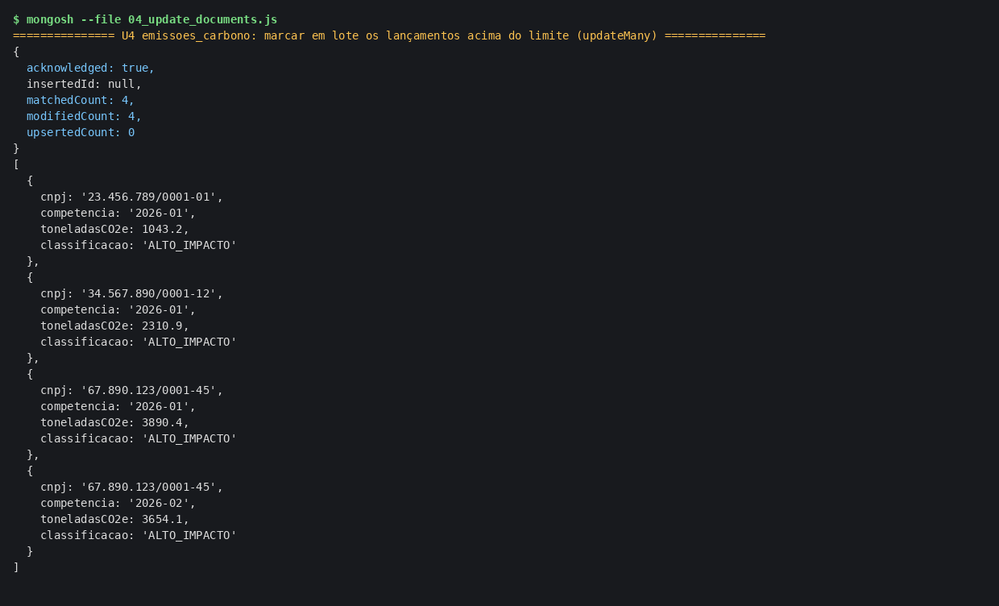 $ mongosh --file 04_update_documents.js
=============== U4 emissoes_carbono: marcar em lote os lançamentos acima do limite (updateMany) ===============
{
  acknowledged: true,
  insertedId: null,
  matchedCount: 4,
  modifiedCount: 4,
  upsertedCount: 0
}
[
  {
    cnpj: '23.456.789/0001-01',
    competencia: '2026-01',
    toneladasCO2e: 1043.2,
    classificacao: 'ALTO_IMPACTO'
  },
  {
    cnpj: '34.567.890/0001-12',
    competencia: '2026-01',
    toneladasCO2e: 2310.9,
    classificacao: 'ALTO_IMPACTO'
  },
  {
    cnpj: '67.890.123/0001-45',
    competencia: '2026-01',
    toneladasCO2e: 3890.4,
    classificacao: 'ALTO_IMPACTO'
  },
  {
    cnpj: '67.890.123/0001-45',
    competencia: '2026-02',
    toneladasCO2e: 3654.1,
    classificacao: 'ALTO_IMPACTO'
  }
]